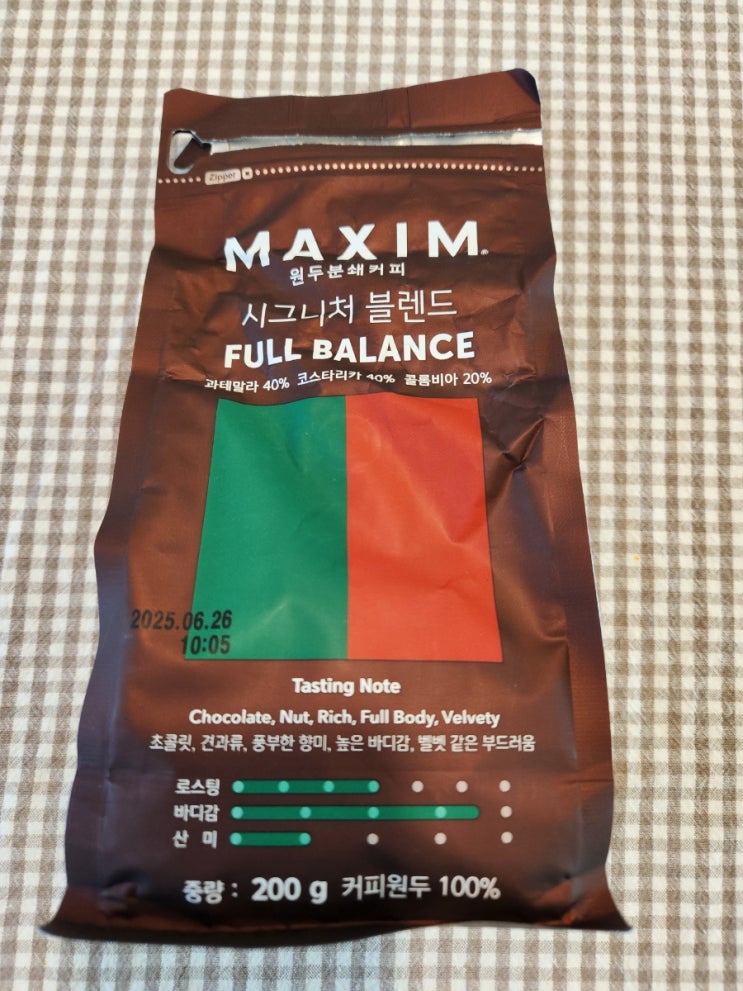 Zipper
MAXIM®
원두분쇄커피
시그니처 블렌드
FULL BALANCE
과테말라 40% 코스타리카 40% 콜롬비아 20%
2025.06.26
10:05
Tasting Note
Chocolate, Nut, Rich, Full Body, Velvety
초콜릿, 견과류, 풍부한 향미, 높은 바디감, 벨벳 같은 부드러움
로스팅
바디감
산 미
중량 : 200 g 커피원두 100%